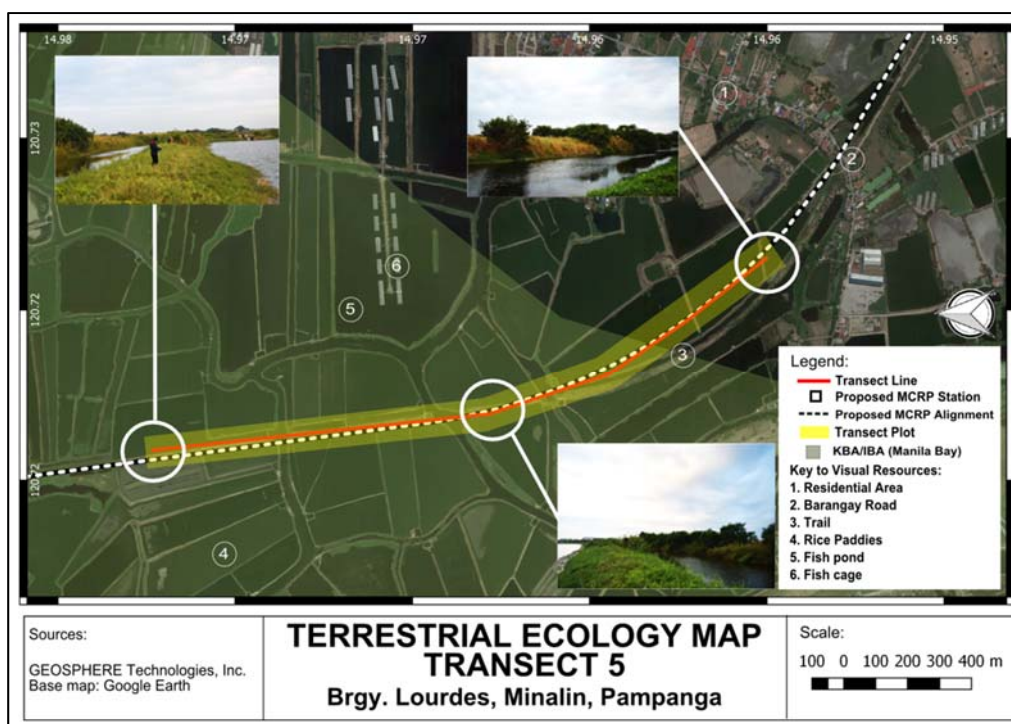 14.98 14.97 14.97 14.96 14.96 14.95
120.73
120.72
120.72
1
2
3
4
5
6
Legend:
Transect Line
Proposed MCRP Station
Proposed MCRP Alignment
Transect Plot
KBA/IBA (Manila Bay)
Key to Visual Resources:
1. Residential Area
2. Barangay Road
3. Trail
4. Rice Paddies
5. Fish pond
6. Fish cage
Sources:
GEOSPHERE Technologies, Inc.
Base map: Google Earth
TERRESTRIAL ECOLOGY MAP
TRANSECT 5
Brgy. Lourdes, Minalin, Pampanga
Scale:
100 0 100 200 300 400 m